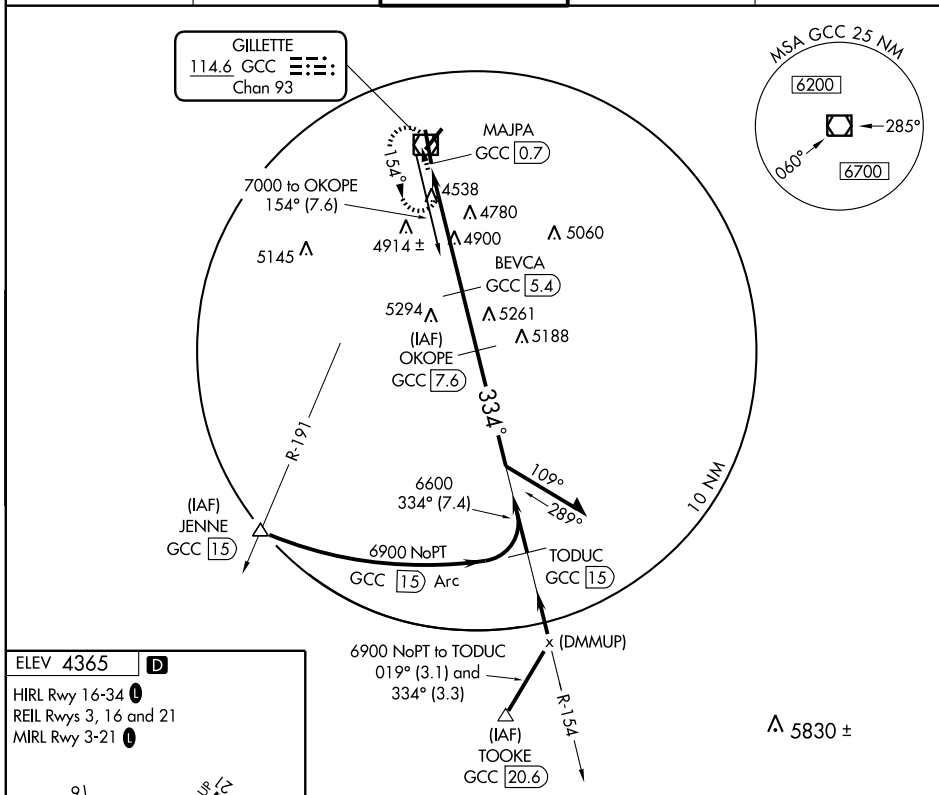 GILLETTE
114.6 GCC
Chan 93
MSA GCC 25 NM
6200
285°
060°
6700
MAJPA
GCC 0.7
154°
7000 to OKOPE
154° (7.6)
4538
4780
4914 ±
4900
5060
5145
BEVCA
GCC 5.4
5294
5261
5188
(IAF)
OKOPE
GCC 7.6
334°
R-191
109°
289°
10 NM
6600
334° (7.4)
(IAF)
JENNE
GCC 15
6900 NoPT
GCC 15 Arc
TODUC
GCC 15
6900 NoPT to TODUC
019° (3.1) and
334° (3.3)
(DMMUP)
R-154
(IAF)
TOOKE
GCC 20.6
5830 ±
ELEV 4365 D
HIRL Rwy 16-34 L
REIL Rwys 3, 16 and 21
MIRL Rwy 3-21 L
16
UP
21